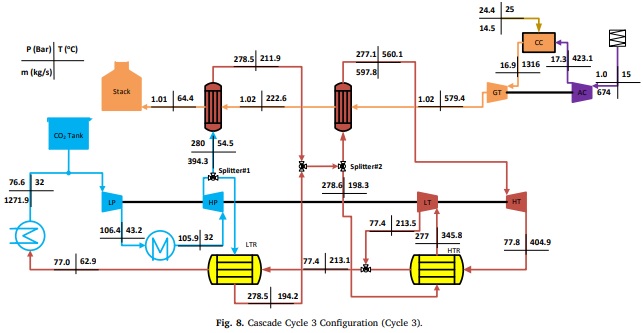 24.4 25
14.5
CC
P (Bar) T (°C)
m (kg/s)
278.5 211.9
277.1 560.1
597.8
16.9 1316
17.3 423.1
1.0 15
674
Stack
1.01 64.4
1.02 222.6
1.02 579.4
GT
AC
CO₂ Tank
280 54.5
394.3
Splitter#1
Splitter#2
76.6 32
1271.9
278.6 198.3
LP
HP
LT
HT
106.4 43.2
105.9 32
77.4 213.5
277 345.8
77.8 404.9
M
LTR
HTR
77.0 62.9
77.4 213.1
278.5 194.2
Fig. 8. Cascade Cycle 3 Configuration (Cycle 3).